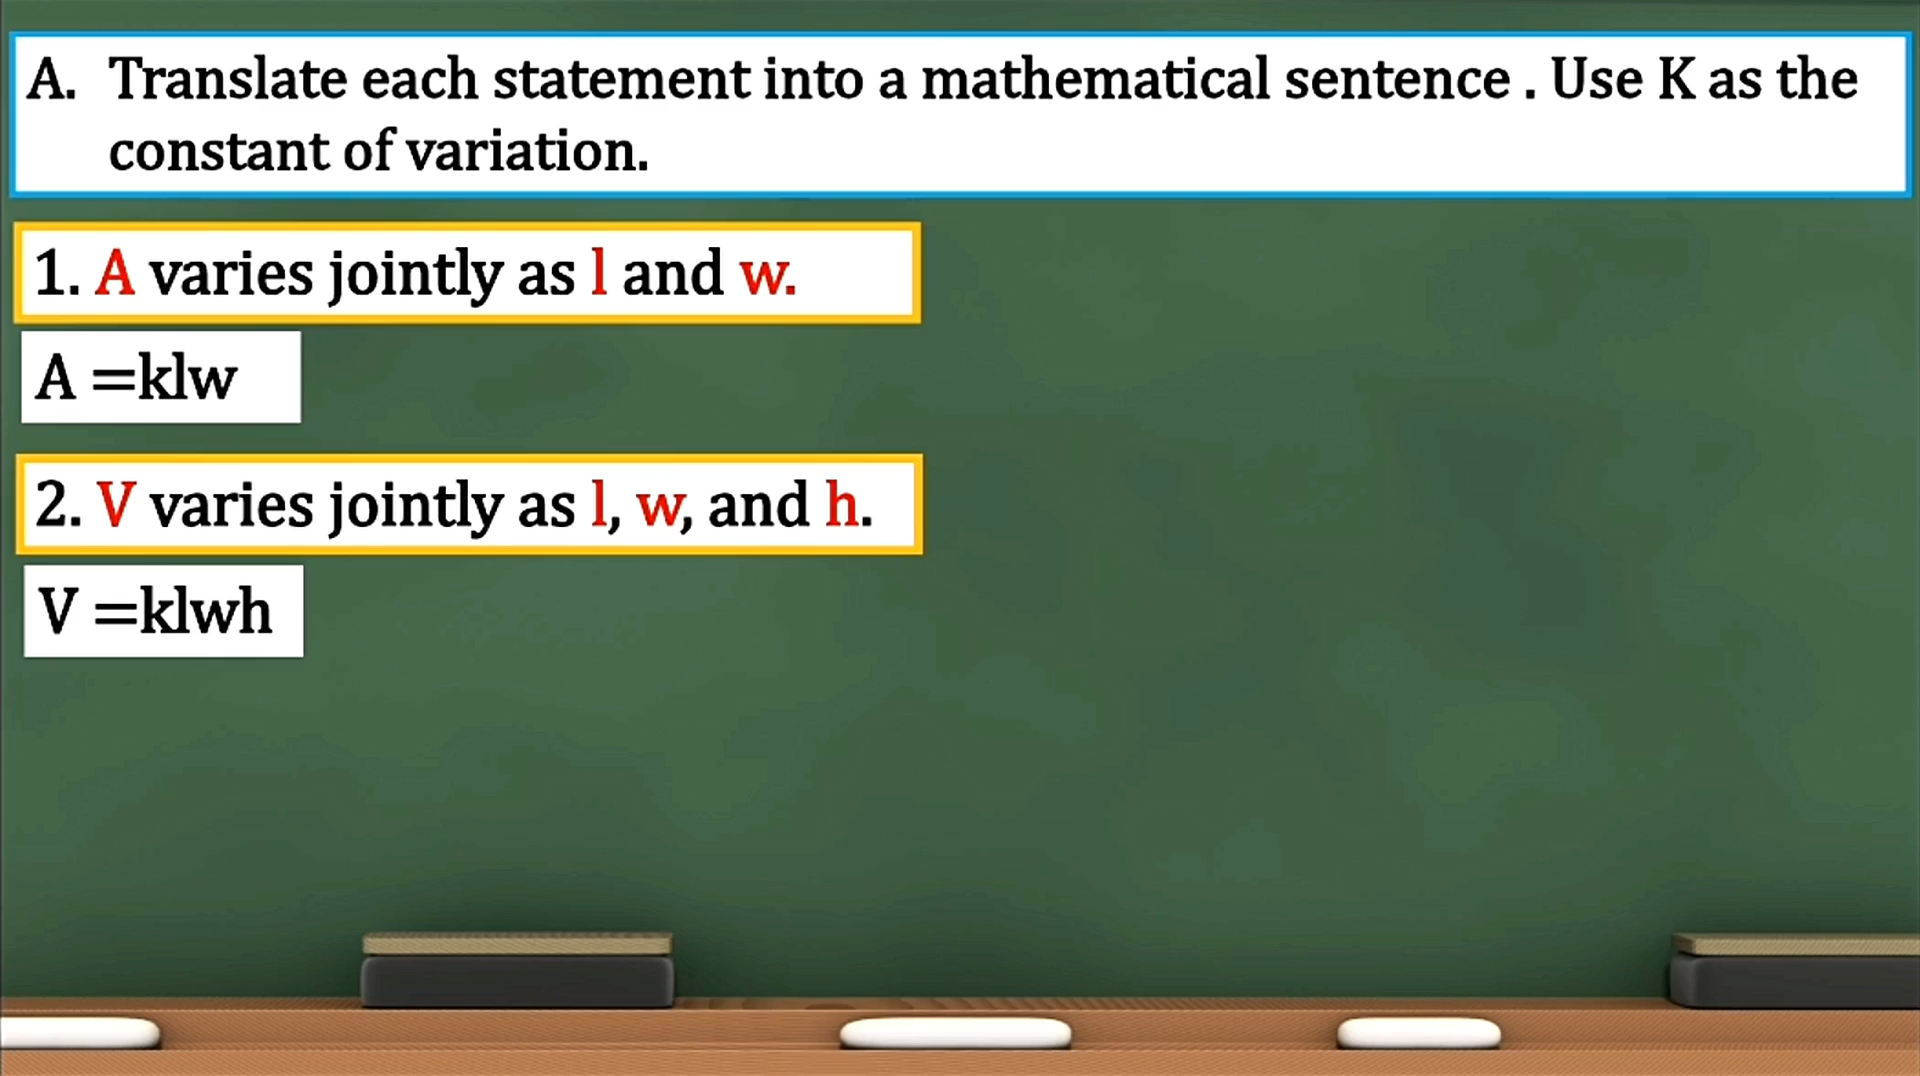 A. Translate each statement into a mathematical sentence . Use K as the
constant of variation.
1. A varies jointly as l and w.
A =klw
2. V varies jointly as l, w, and h.
V =klwh